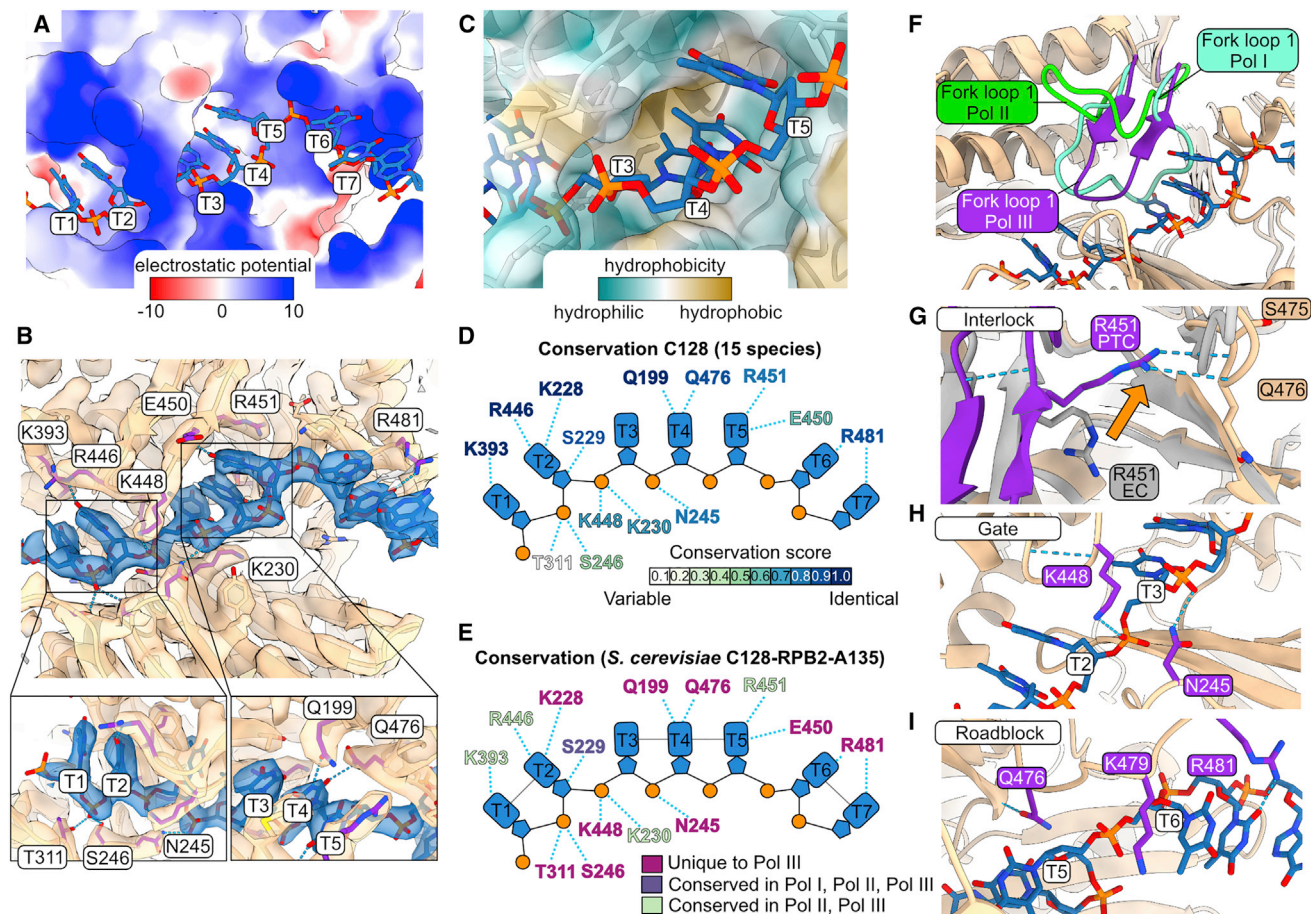 A
T1
T2
T3
T4
T5
T6
T7
electrostatic potential
-10
0
10
B
K393
R446
K448
E450
R451
R481
K230
T1
T2
T311
S246
N245
Q199
Q476
T3
T4
T5
C
T3
T4
T5
hydrophobicity
hydrophilic
hydrophobic
D
Conservation C128 (15 species)
K393
R446
K228
S229
Q199
Q476
R451
E450
R481
T1
T2
T3
T4
T5
T6
T7
K448
K230
N245
T311
S246
Conservation score
0.1 0.2 0.3 0.4 0.5 0.6 0.7 0.8 0.9 1.0
Variable
Identical
E
Conservation (S. cerevisiae C128-RPB2-A135)
K393
R446
K228
S229
Q199
Q476
R451
E450
R481
T1
T2
T3
T4
T5
T6
T7
K448
K230
N245
T311
S246
Unique to Pol III
Conserved in Pol I, Pol II, Pol III
Conserved in Pol II, Pol III
F
Fork loop 1
Pol I
Fork loop 1
Pol II
Fork loop 1
Pol III
G
Interlock
R451
PTC
S475
Q476
R451
EC
H
Gate
K448
T3
T2
N245
I
Roadblock
Q476
K479
R481
T6
T5